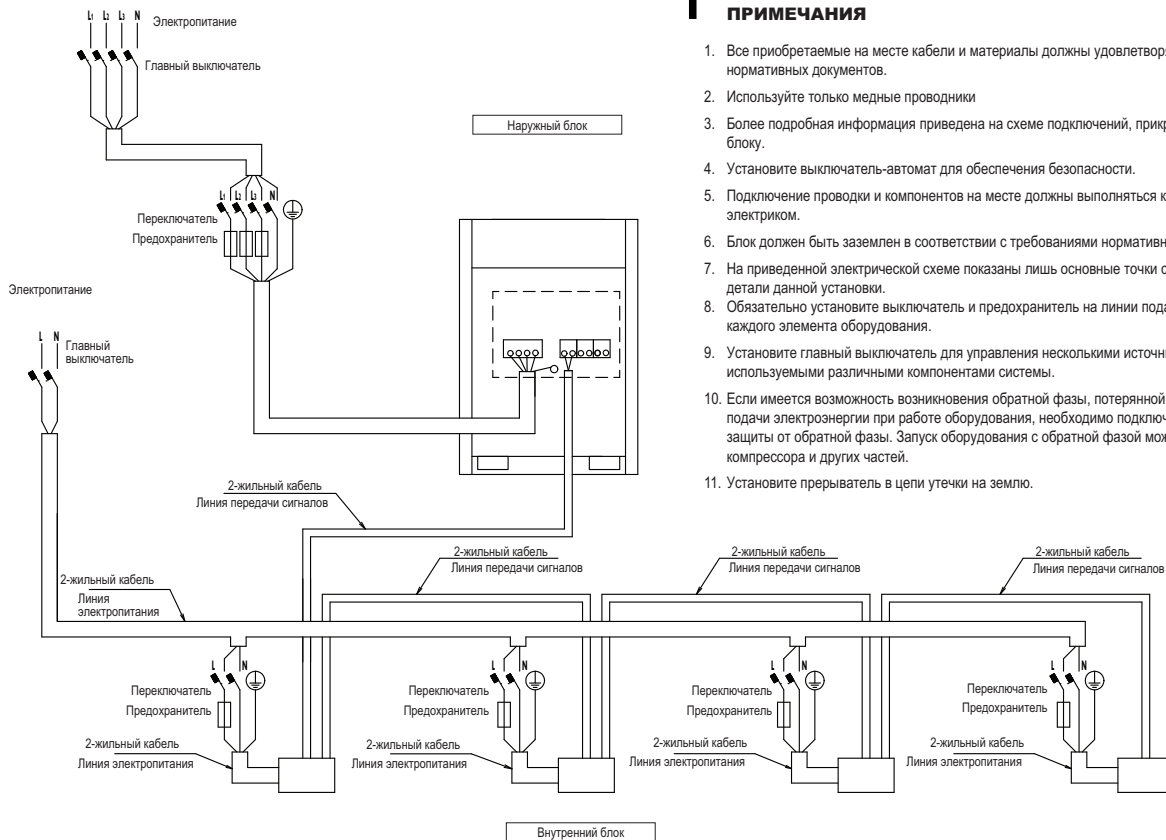 L1 L2 L3 N
Электропитание
Главный выключатель
Наружный блок
L1 L2 L3 N
Переключатель
Предохранитель
Электропитание
L N
Главный
выключатель
2-жильный кабель
Линия передачи сигналов
2-жильный кабель
Линия
электропитания
2-жильный кабель
Линия передачи сигналов
2-жильный кабель
Линия передачи сигналов
2-жильный кабель
Линия передачи сигналов
L N
Переключатель
Предохранитель
2-жильный кабель
Линия электропитания
L N
Переключатель
Предохранитель
2-жильный кабель
Линия электропитания
L N
Переключатель
Предохранитель
2-жильный кабель
Линия электропитания
L N
Переключатель
Предохранитель
2-жильный кабель
Линия электропитания
Внутренний блок
ПРИМЕЧАНИЯ
1. Все приобретаемые на месте кабели и материалы должны удовлетвор
нормативных документов.
2. Используйте только медные проводники
3. Более подробная информация приведена на схеме подключений, прик
блоку.
4. Установите выключатель-автомат для обеспечения безопасности.
5. Подключение проводки и компонентов на месте должны выполняться к
электриком.
6. Блок должен быть заземлен в соответствии с требованиями нормативн
7. На приведенной электрической схеме показаны лишь основные точки с
детали данной установки.
8. Обязательно установите выключатель и предохранитель на линии пода
каждого элемента оборудования.
9. Установите главный выключатель для управления несколькими источн
используемыми различными компонентами системы.
10. Если имеется возможность возникновения обратной фазы, потерянной
подачи электроэнергии при работе оборудования, необходимо подключ
защиты от обратной фазы. Запуск оборудования с обратной фазой мож
компрессора и других частей.
11. Установите прерыватель в цепи утечки на землю.